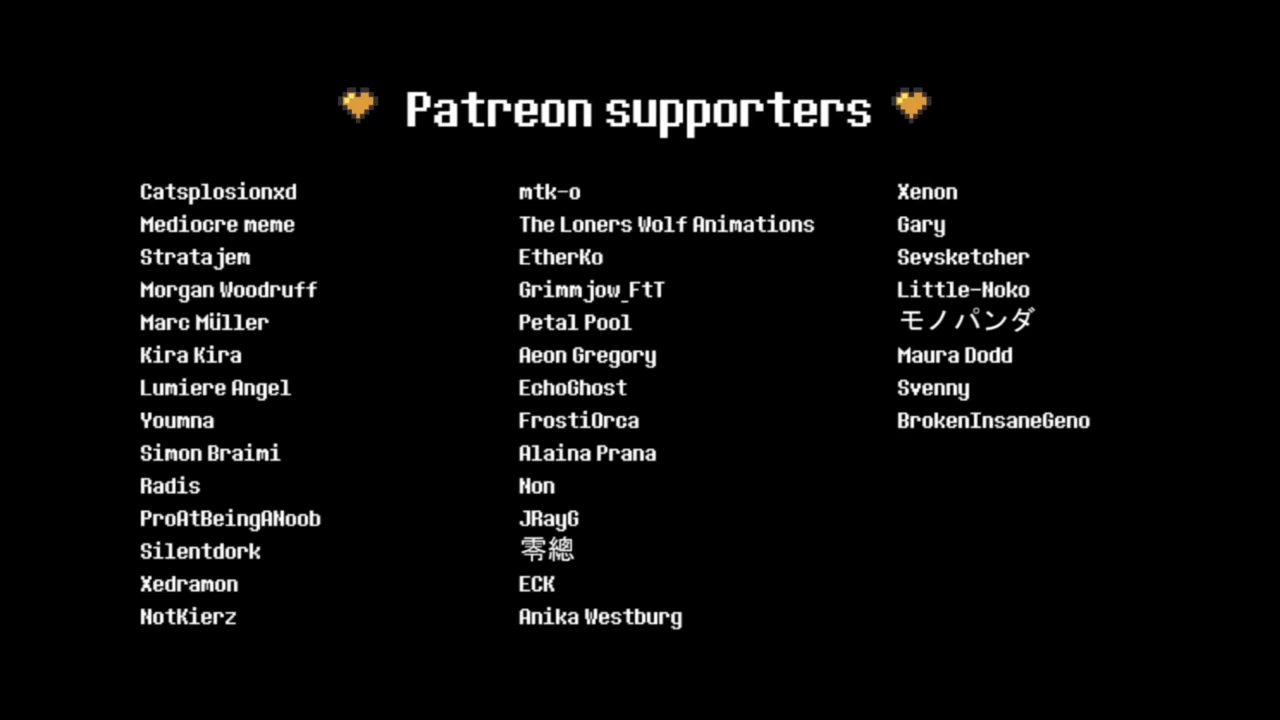 Patreon supporters
Catsplosionxd
Mediocre meme
Stratajem
Morgan Woodruff
Marc Müller
Kira Kira
Lumiere Angel
Youmna
Simon Braimi
Radis
ProAtBeingANoob
Silentdork
Xedramon
NotKierz
mtk-o
The Loners Wolf Animations
EtherKo
Grimmjow_FtT
Petal Pool
Aeon Gregory
EchoGhost
FrostiOrca
Alaina Prana
Non
JRayG
零總
ECK
Anika Westburg
Xenon
Gary
Sevsketcher
Little-Noko
モノパンダ
Maura Dodd
Svenny
BrokenInsaneGeno